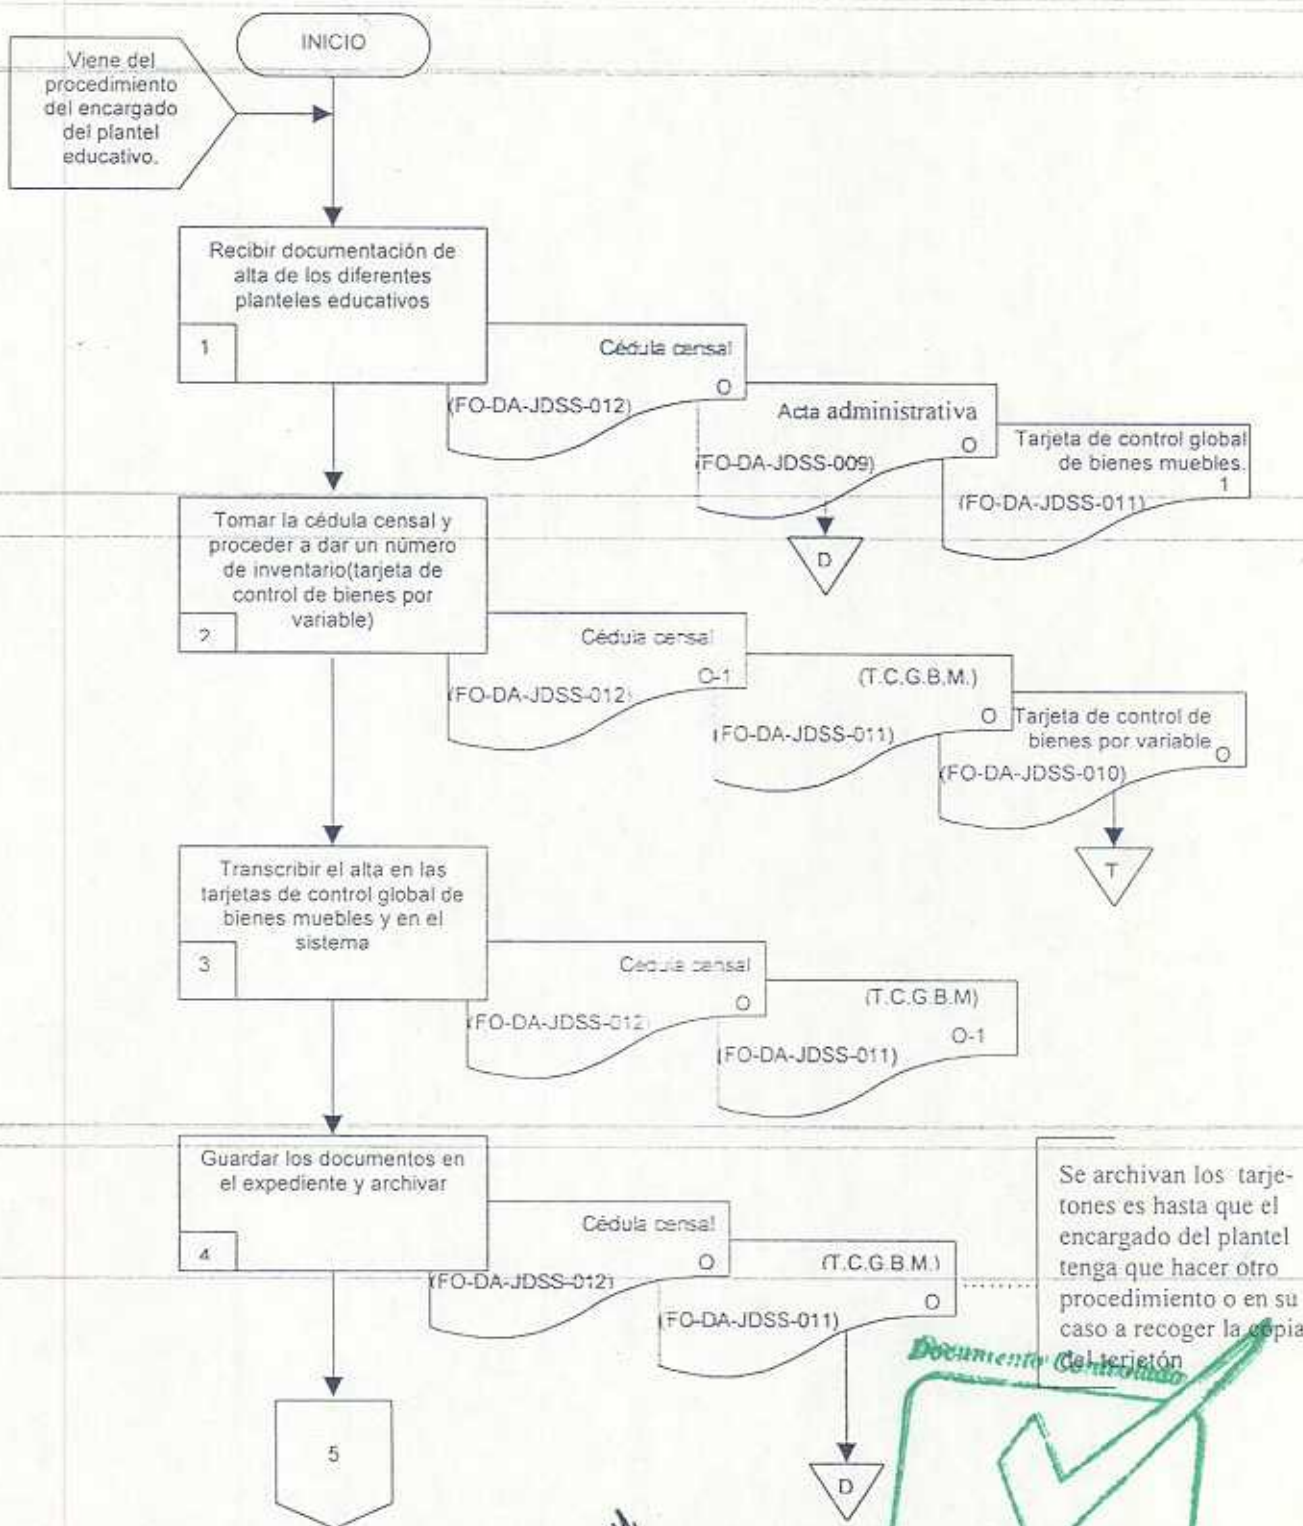 INICIO
Viene del
procedimiento
del encargado
del plantel
educativo.
Recibir documentación de
alta de los diferentes
planteles educativos
1
Cédula censal
O
(FO-DA-JDSS-012)
Acta administrativa
O
(FO-DA-JDSS-009)
Tarjeta de control global
de bienes muebles.
1
(FO-DA-JDSS-011)
D
Tomar la cédula censal y
proceder a dar un número
de inventario(tarjeta de
control de bienes por
variable)
2
Cédula censal
O-1
(FO-DA-JDSS-012)
(T.C.G.B.M.)
O
(FO-DA-JDSS-011)
Tarjeta de control de
bienes por variable
O
(FO-DA-JDSS-010)
T
Transcribir el alta en las
tarjetas de control global de
bienes muebles y en el
sistema
3
Cédula censal
O
(FO-DA-JDSS-012)
(T.C.G.B.M)
O-1
(FO-DA-JDSS-011)
Guardar los documentos en
el expediente y archivar
4
Cédula censal
O
(FO-DA-JDSS-012)
(T.C.G.B.M.)
O
(FO-DA-JDSS-011)
D
Se archivan los tarje-
tones es hasta que el
encargado del plantel
tenga que hacer otro
procedimiento o en su
caso a recoger la copia
del terjetón
Documento Controlado
5